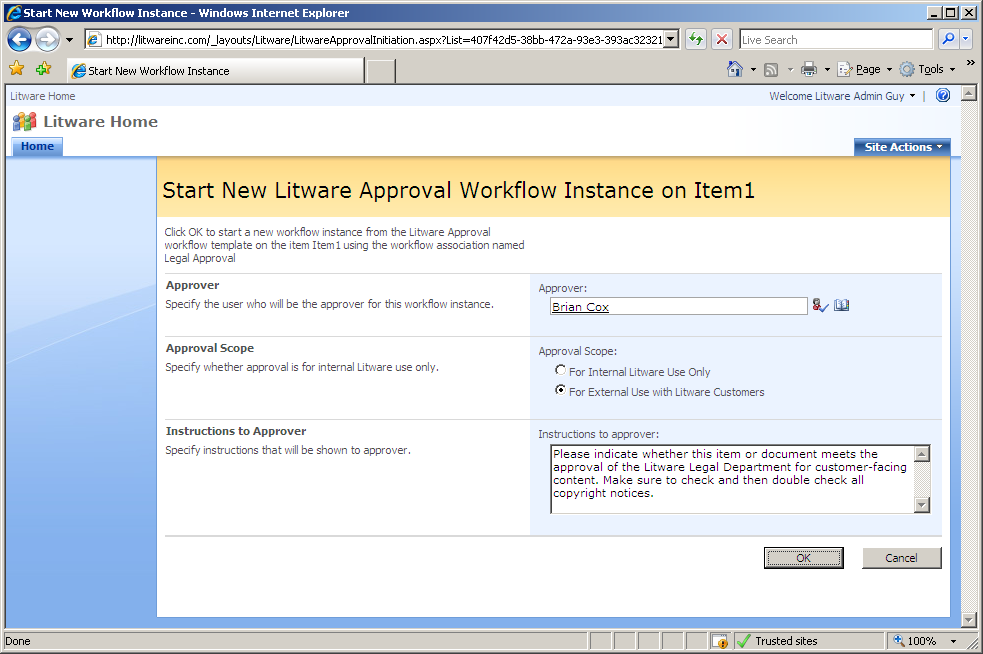 Start New Workflow Instance - Windows Internet Explorer
http://litwareinc.com/_layouts/Litware/LitwareApprovalInitiation.aspx?List=407f42d5-38bb-472a-93e3-393ac32321
Live Search
Start New Workflow Instance
Page
Tools
Litware Home
Welcome Litware Admin Guy
Litware Home
Home
Site Actions
Start New Litware Approval Workflow Instance on Item1
Click OK to start a new workflow instance from the Litware Approval
workflow template on the item Item1 using the workflow association named
Legal Approval
Approver
Specify the user who will be the approver for this workflow instance.
Approver:
Brian Cox
Approval Scope
Specify whether approval is for internal Litware use only.
Approval Scope:
For Internal Litware Use Only
For External Use with Litware Customers
Instructions to Approver
Specify instructions that will be shown to approver.
Instructions to approver:
Please indicate whether this item or document meets the
approval of the Litware Legal Department for customer-facing
content. Make sure to check and then double check all
copyright notices.
OK
Cancel
Done
Trusted sites
100%